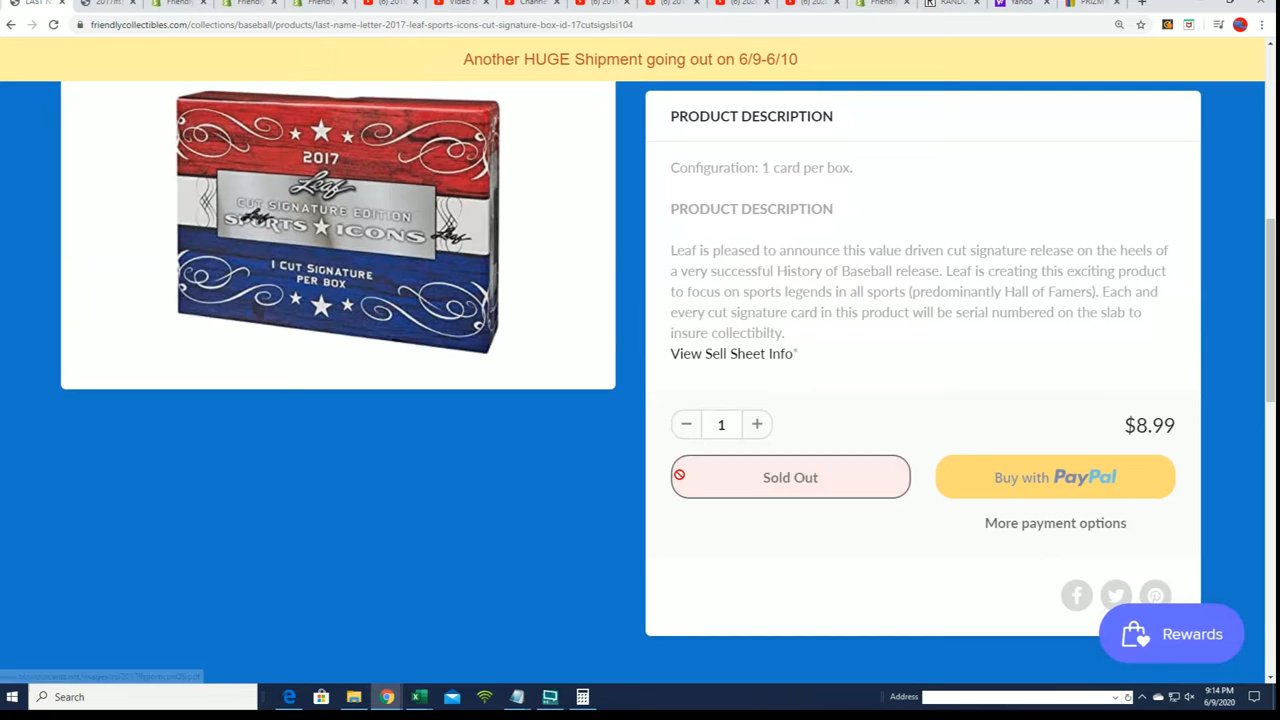 friendlycollectibles.com/collections/baseball/products/last-name-letter-2017-leaf-sports-icons-cut-signature-box-id-17cutsigslsi104
Another HUGE Shipment going out on 6/9-6/10
2017
Leaf
CUT SIGNATURE EDITION
SPORTS ★ ICONS
1 CUT SIGNATURE
PER BOX
PRODUCT DESCRIPTION
Configuration: 1 card per box.
PRODUCT DESCRIPTION
Leaf is pleased to announce this value driven cut signature release on the heels of
a very successful History of Baseball release. Leaf is creating this exciting product
to focus on sports legends in all sports (predominantly Hall of Famers). Each and
every cut signature card in this product will be serial numbered on the slab to
insure collectibilty.
View Sell Sheet Info*
1
$8.99
Sold Out
Buy with PayPal
More payment options
Rewards
Search
Address
9:14 PM
6/9/2020